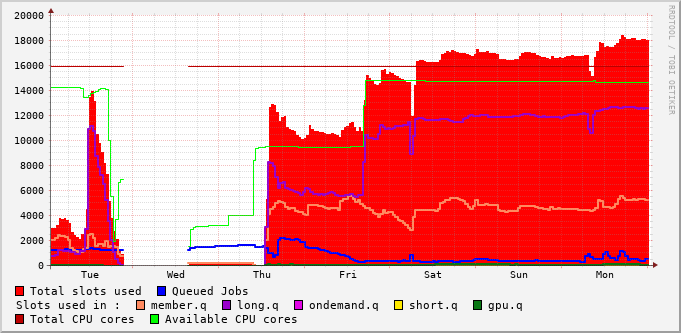 20000
18000
16000
14000
12000
10000
8000
6000
4000
2000
0
Tue Wed Thu Fri Sat Sun Mon
RRDTOOL / TOBI OETIKER
Total slots used Queued Jobs
Slots used in : member.q long.q ondemand.q short.q gpu.q
Total CPU cores Available CPU cores